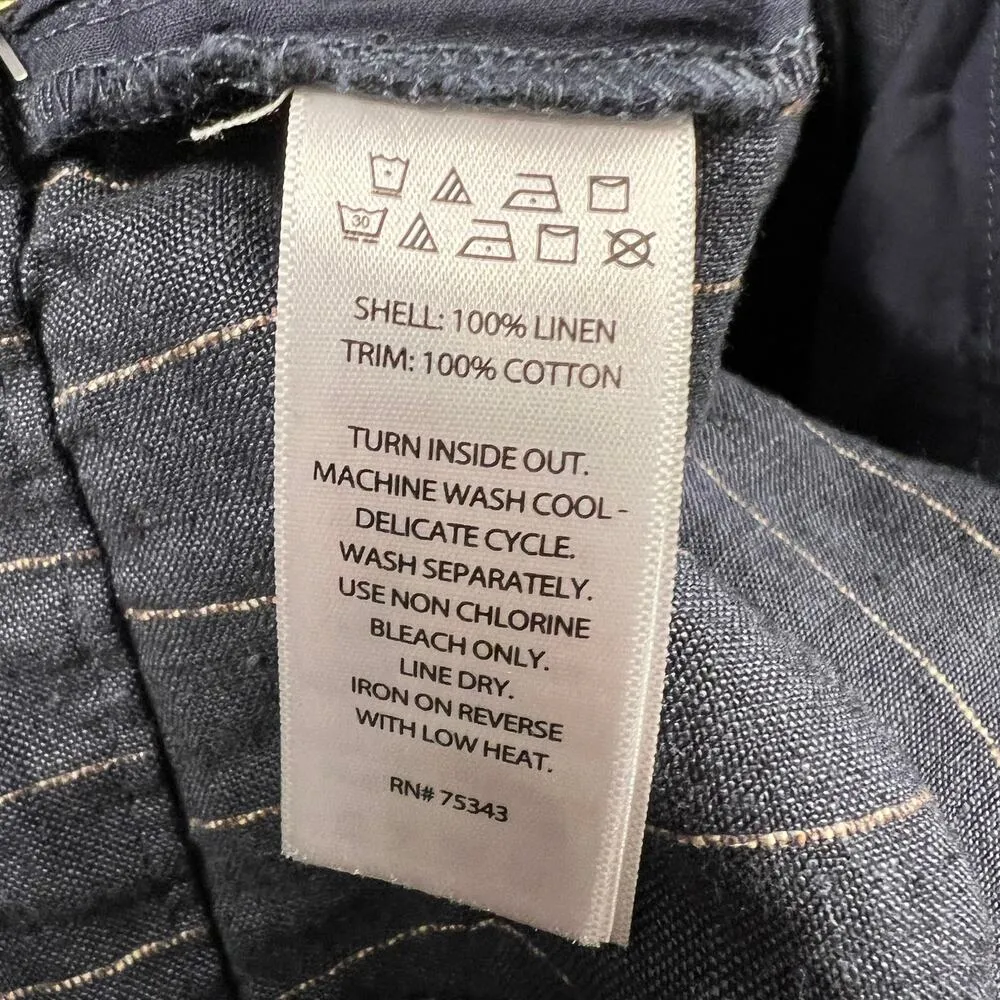 30
SHELL: 100% LINEN
TRIM: 100% COTTON
TURN INSIDE OUT.
MACHINE WASH COOL -
DELICATE CYCLE.
WASH SEPARATELY.
USE NON CHLORINE
BLEACH ONLY.
LINE DRY.
IRON ON REVERSE
WITH LOW HEAT.
RN# 75343